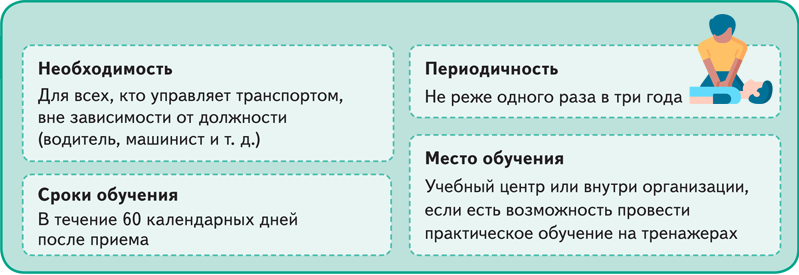 Необходимость
Для всех, кто управляет транспортом,
вне зависимости от должности
(водитель, машинист и т. д.)
Сроки обучения
В течение 60 календарных дней
после приема
Периодичность
Не реже одного раза в три года
Место обучения
Учебный центр или внутри организации,
если есть возможность провести
практическое обучение на тренажерах